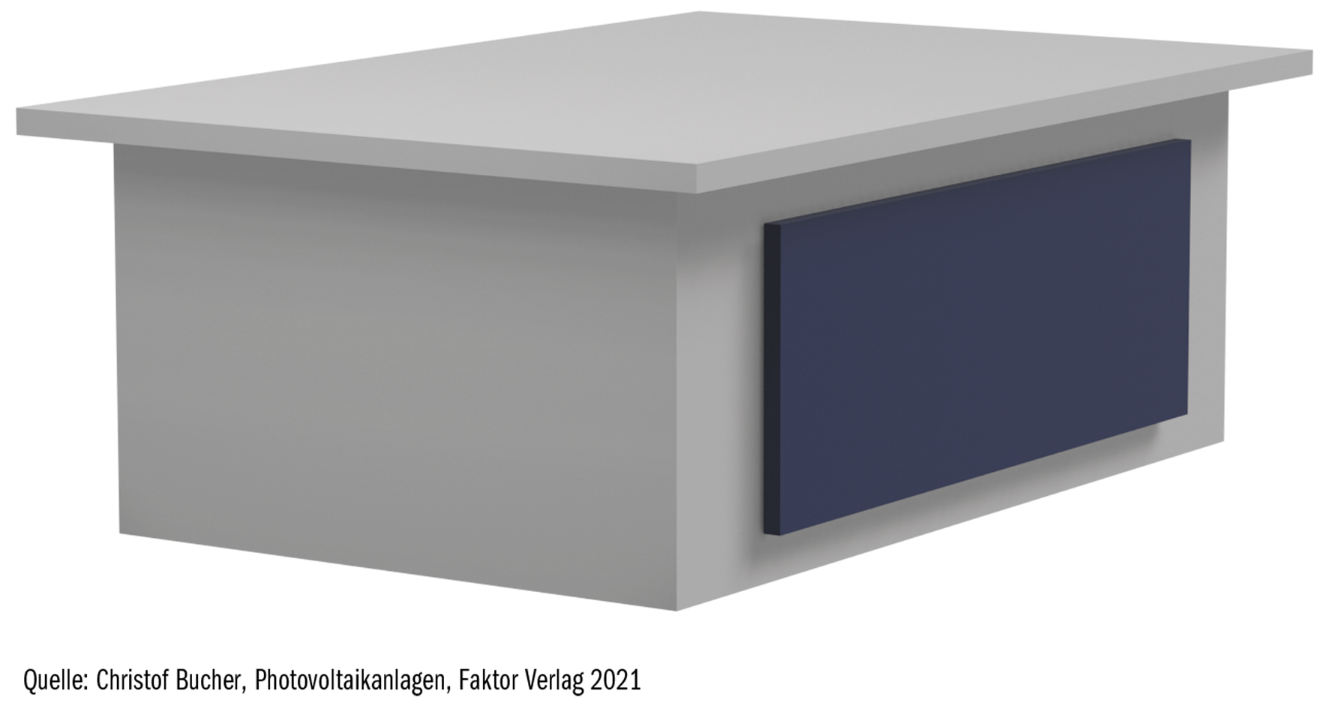 Quelle: Christof Bucher, Photovoltaikanlagen, Faktor Verlag 2021